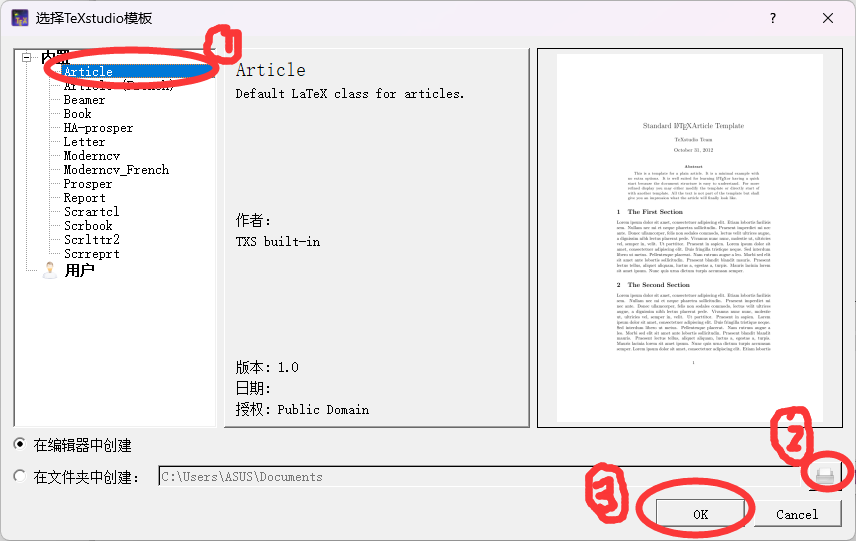 选择TeXstudio模板
?
内置
Article
Article (French)
Beamer
Book
HA-prosper
Letter
Moderncv
Moderncv_French
Prosper
Report
Scrartcl
Scrbook
Scrlttr2
Scrreprt
用户
1
Article
Default LaTeX class for articles.
作者:
TXS built-in
版本: 1.0
日期:
授权: Public Domain
Standard LATEXArticle Template
TeXstudio Team
October 31, 2012
Abstract
1 The First Section
2 The Second Section
在编辑器中创建
在文件夹中创建:
C:\Users\ASUS\Documents
2
3
OK
Cancel